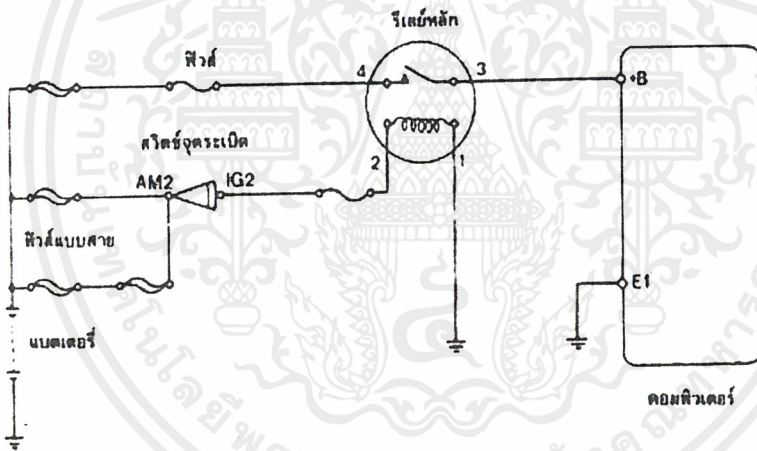 รีเลย์หลัก
ฟิวส์
4
3
+B
สวิตช์จุดระเบิด
2
1
AM2
IG2
ฟิวส์แบบสาย
E1
แบตเตอรี่
คอมพิวเตอร์